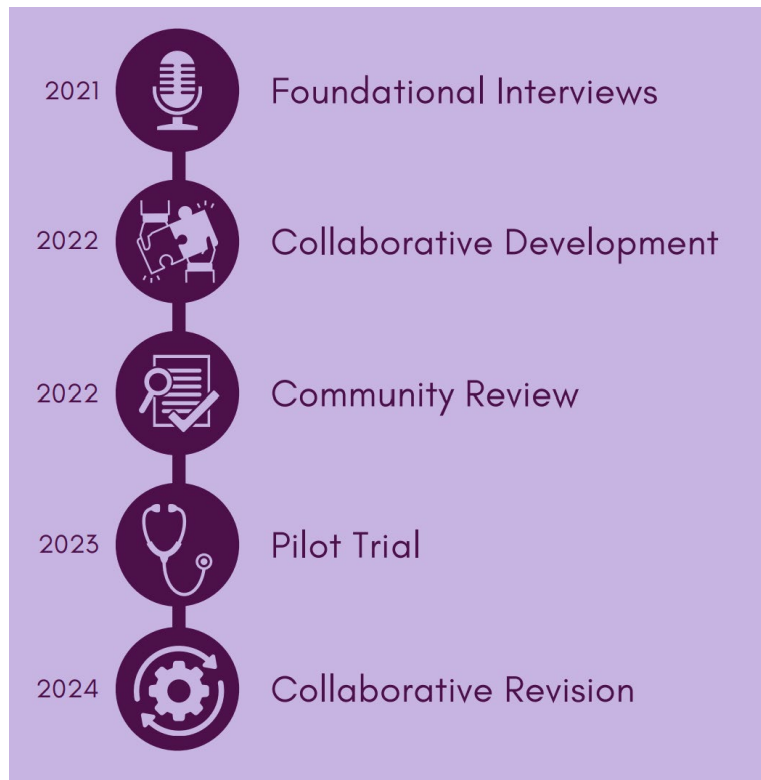 2021 Foundational Interviews
2022 Collaborative Development
2022 Community Review
2023 Pilot Trial
2024 Collaborative Revision